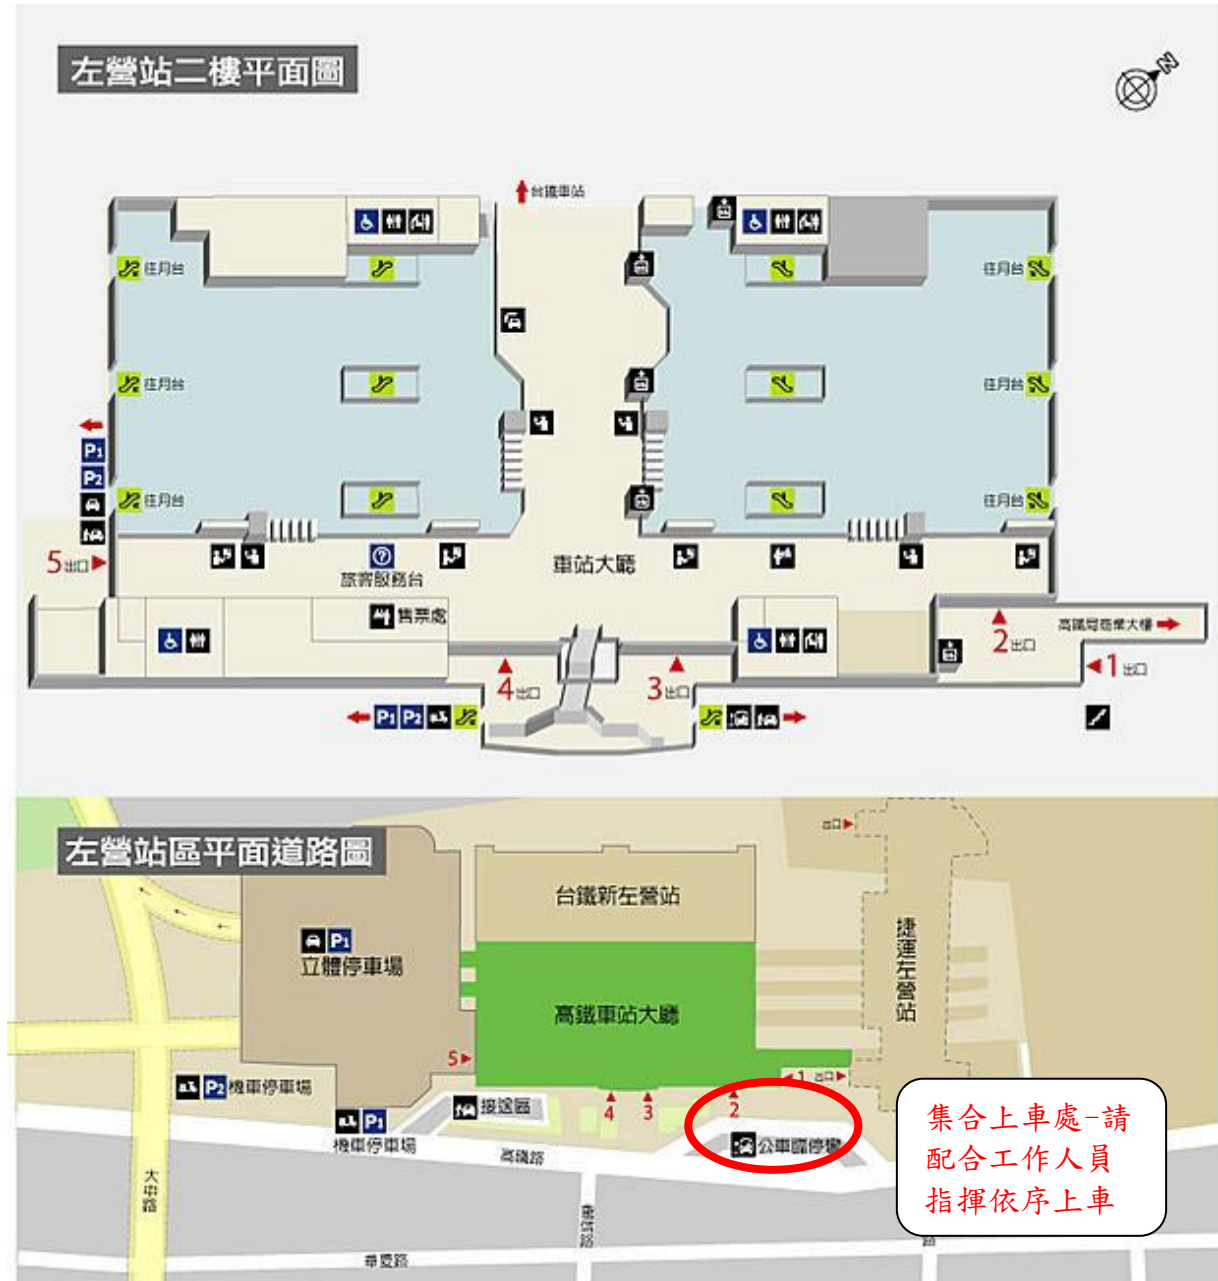 左營站二樓平面圖
N
台鐵車站
往月台
往月台
往月台
往月台
P1
P2
往月台
往月台
5出口
旅客服務台
車站大廳
售票處
2出口
高鐵局商業大樓
1出口
4出口
3出口
P1 P2
左營站區平面道路圖
出口
台鐵新左營站
捷運左營站
P1
立體停車場
高鐵車站大廳
5
1 出口
P2 機車停車場
接送區
4
3
2
P1
機車停車場
公車臨停
高鐵路
大中路
華夏路
集合上車處-請
配合工作人員
指揮依序上車